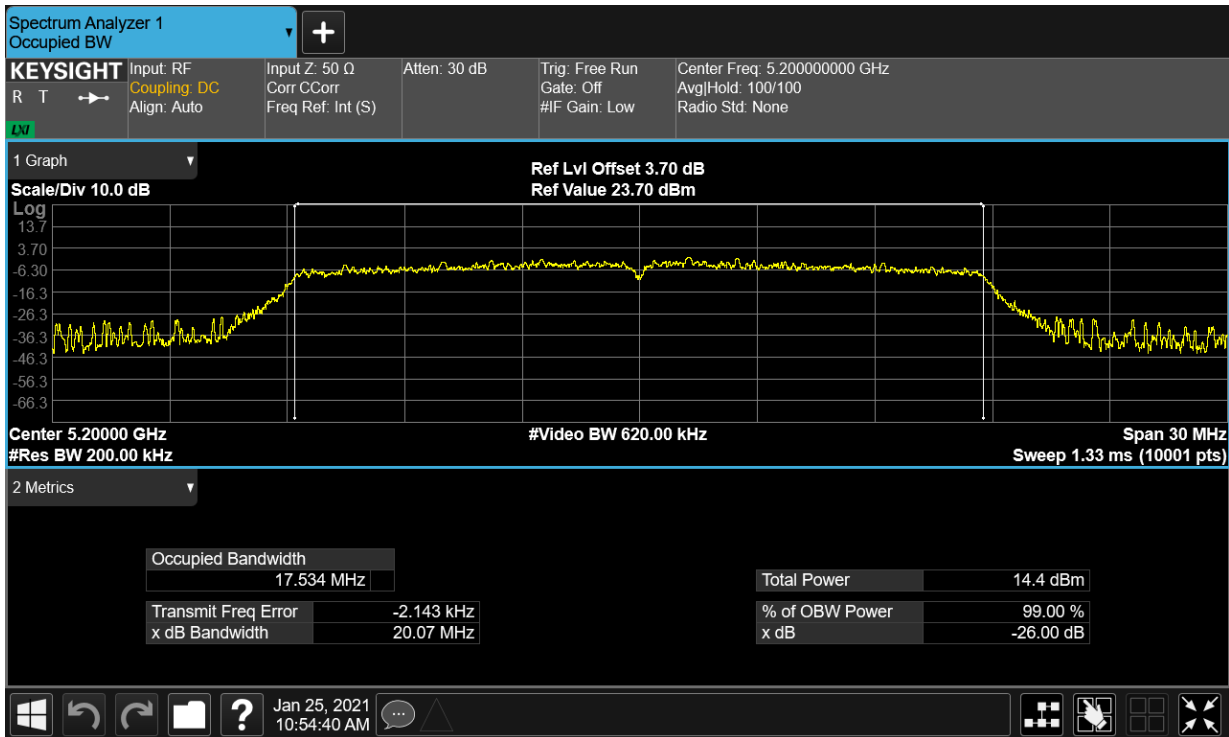 Spectrum Analyzer 1
Occupied BW
+
KEYSIGHT
R T
LXI
Input: RF
Coupling: DC
Align: Auto
Input Z: 50 Ω
Corr CCorr
Freq Ref: Int (S)
Atten: 30 dB
Trig: Free Run
Gate: Off
#IF Gain: Low
Center Freq: 5.200000000 GHz
Avg|Hold: 100/100
Radio Std: None
1 Graph
Scale/Div 10.0 dB
Ref Lvl Offset 3.70 dB
Ref Value 23.70 dBm
Log
13.7
3.70
-6.30
-16.3
-26.3
-36.3
-46.3
-56.3
-66.3
Center 5.20000 GHz
#Video BW 620.00 kHz
Span 30 MHz
#Res BW 200.00 kHz
Sweep 1.33 ms (10001 pts)
2 Metrics
Occupied Bandwidth
17.534 MHz
Total Power 14.4 dBm
Transmit Freq Error -2.143 kHz
% of OBW Power 99.00 %
x dB Bandwidth 20.07 MHz
x dB -26.00 dB
?
Jan 25, 2021
10:54:40 AM